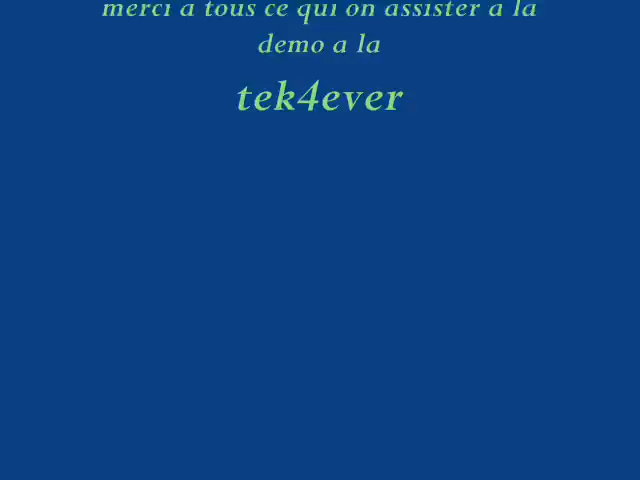 merci a tous ce qui on assister a la
demo a la
tek4ever